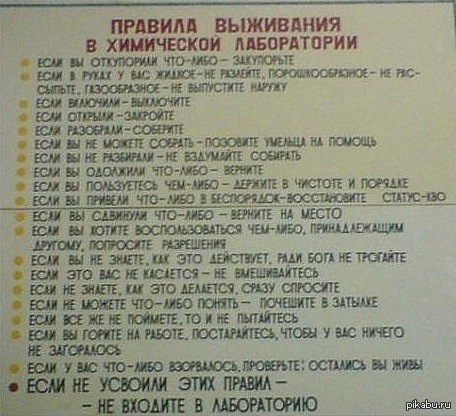 ПРАВИЛА ВЫЖИВАНИЯ
В ХИМИЧЕСКОЙ ЛАБОРАТОРИИ
ЕСЛИ ВЫ ОТКУПОРИЛИ ЧТО-ЛИБО – ЗАКУПОРЬТЕ
ЕСЛИ В РУКАХ У ВАС ЖИДКОЕ-НЕ РАЗЛЕЙТЕ, ПОРОШКООБРАЗНОЕ - НЕ РАС-
СЫПЬТЕ, ГАЗООБРАЗНОЕ - НЕ ВЫПУСТИТЕ НАРУЖУ
ЕСЛИ ВКЛЮЧИЛИ-ВЫКЛЮЧИТЕ
ЕСЛИ ОТКРЫЛИ-ЗАКРОЙТЕ
ЕСЛИ РАЗОБРАЛИ-СОБЕРИТЕ
ЕСЛИ ВЫ НЕ МОЖЕТЕ СОБРАТЬ-ПОЗОВИТЕ УМЕЛЬЦА НА ПОМОЩЬ
ЕСЛИ ВЫ НЕ РАЗБИРАЛИ-НЕ ВЗДУМАЙТЕ СОБИРАТЬ
ЕСЛИ ВЫ ОДОЛЖИЛИ ЧТО-ЛИБО - ВЕРНИТЕ
ЕСЛИ ВЫ ПОЛЬЗУЕТЕСЬ ЧЕМ-ЛИБО - ДЕРЖИТЕ В ЧИСТОТЕ И ПОРЯДКЕ
ЕСЛИ ВЫ ПРИВЕЛИ ЧТО-ЛИБО В БЕСПОРЯДОК-ВОССТАНОВИТЕ СТАТУС-КВО
ЕСЛИ ВЫ СДВИНУЛИ ЧТО-ЛИБО - ВЕРНИТЕ НА МЕСТО
ЕСЛИ ВЫ ХОТИТЕ ВОСПОЛЬЗОВАТЬСЯ ЧЕМ-ЛИБО, ПРИНАДЛЕЖАЩИМ
ДРУГОМУ, ПОПРОСИТЕ РАЗРЕШЕНИЯ
ЕСЛИ ВЫ НЕ ЗНАЕТЕ, КАК ЭТО ДЕЙСТВУЕТ, РАДИ БОГА НЕ ТРОГАЙТЕ
ЕСЛИ ЭТО ВАС НЕ КАСАЕТСЯ - НЕ ВМЕШИВАЙТЕСЬ
ЕСЛИ НЕ ЗНАЕТЕ, КАК ЭТО ДЕЛАЕТСЯ, СРАЗУ СПРОСИТЕ
ЕСЛИ НЕ МОЖЕТЕ ЧТО-ЛИБО ПОНЯТЬ - ПОЧЕШИТЕ В ЗАТЫЛКЕ
ЕСЛИ ВСЕ ЖЕ НЕ ПОЙМЕТЕ, ТО И НЕ ПЫТАЙТЕСЬ
ЕСЛИ ВЫ ГОРИТЕ НА РАБОТЕ, ПОСТАРАЙТЕСЬ, ЧТОБЫ У ВАС НИЧЕГО
НЕ ЗАГОРАЛОСЬ
ЕСЛИ У ВАС ЧТО-ЛИБО ВЗОРВАЛОСЬ, ПРОВЕРЬТЕ: ОСТАЛИСЬ ВЫ ЖИВЫ
ЕСЛИ НЕ УСВОИЛИ ЭТИХ ПРАВИЛ –
- НЕ ВХОДИТЕ В ЛАБОРАТОРИЮ
pikabu.ru